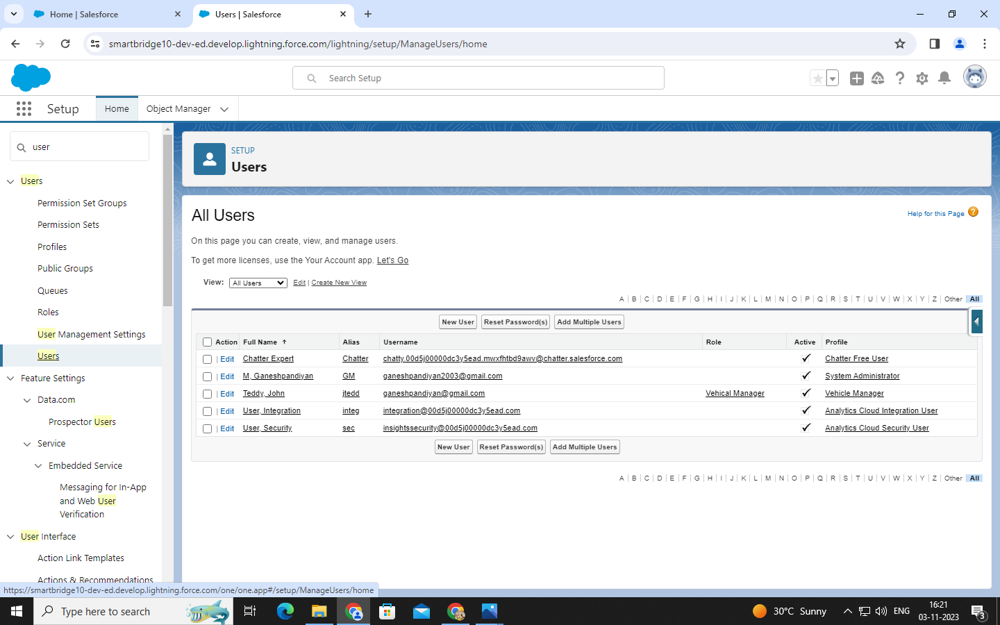 Home | Salesforce
Users | Salesforce
smartbridge10-dev-ed.develop.lightning.force.com/lightning/setup/ManageUsers/home
Search Setup
Setup
Home
Object Manager
user
Users
Permission Set Groups
Permission Sets
Profiles
Public Groups
Queues
Roles
User Management Settings
Users
Feature Settings
Data.com
Prospector Users
Service
Embedded Service
Messaging for In-App
and Web User
Verification
User Interface
Action Link Templates
Actions & Recommendations
SETUP
Users
All Users
Help for this Page ?
On this page you can create, view, and manage users.
To get more licenses, use the Your Account app. Let's Go
View: All Users Edit | Create New View
A | B | C | D | E | F | G | H | I | J | K | L | M | N | O | P | Q | R | S | T | U | V | W | X | Y | Z | Other All
New User Reset Password(s) Add Multiple Users
Action Full Name ↑ Alias Username Role Active Profile
| Edit Chatter Expert Chatter chatty.00d5j00000dc3y5ead.mwxfhtbd9awv@chatter.salesforce.com ✓ Chatter Free User
| Edit M, Ganeshpandiyan GM ganeshpandiyan2003@gmail.com ✓ System Administrator
| Edit Teddy, John jtedd ganeshpandiyan@gmail.com Vehical Manager ✓ Vehicle Manager
| Edit User, Integration integ integration@00d5j00000dc3y5ead.com ✓ Analytics Cloud Integration User
| Edit User, Security sec insightssecurity@00d5j00000dc3y5ead.com ✓ Analytics Cloud Security User
New User Reset Password(s) Add Multiple Users
A | B | C | D | E | F | G | H | I | J | K | L | M | N | O | P | Q | R | S | T | U | V | W | X | Y | Z | Other All
https://smartbridge10-dev-ed.develop.lightning.force.com/one/one.app#/setup/ManageUsers/home
Type here to search
30°C Sunny
ENG
16:21
03-11-2023
3